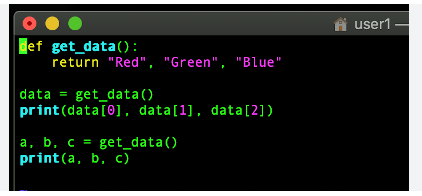 user1 —
def get_data():
    return "Red", "Green", "Blue"

data = get_data()
print(data[0], data[1], data[2])

a, b, c = get_data()
print(a, b, c)